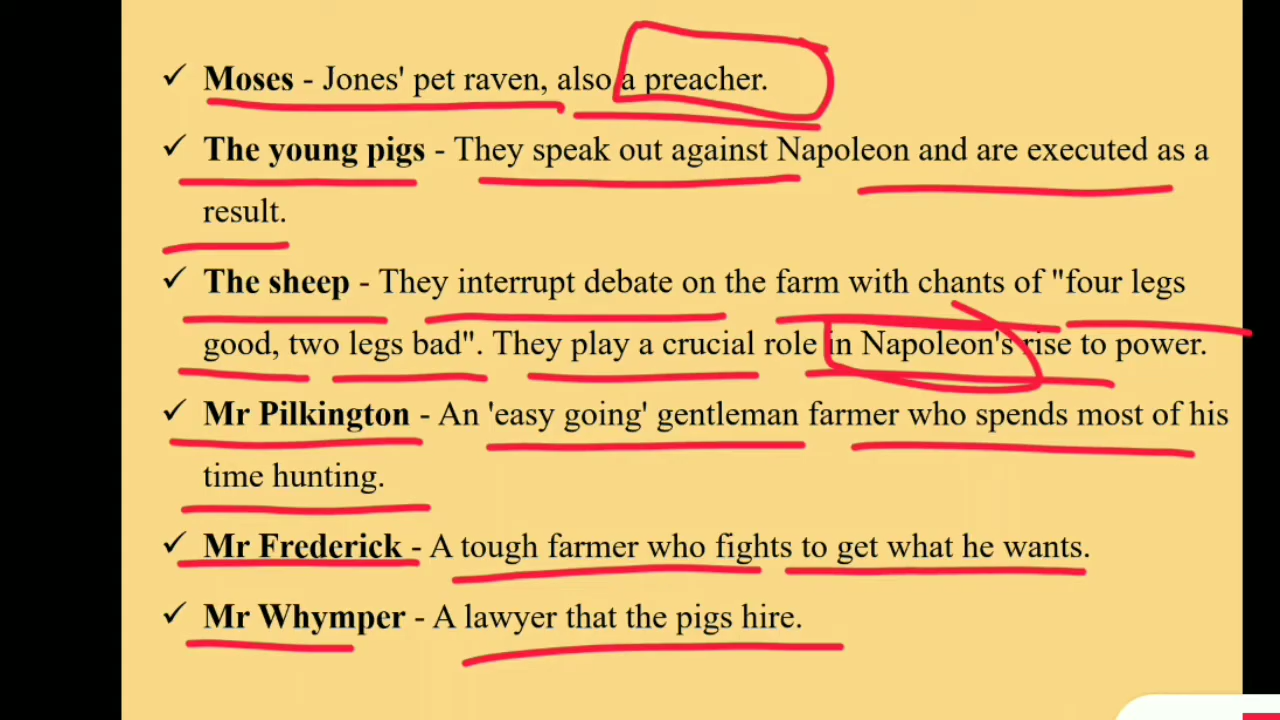 ✓ Moses - Jones' pet raven, also a preacher.
✓ The young pigs - They speak out against Napoleon and are executed as a
result.
✓ The sheep - They interrupt debate on the farm with chants of "four legs
good, two legs bad". They play a crucial role in Napoleon's rise to power.
✓ Mr Pilkington - An 'easy going' gentleman farmer who spends most of his
time hunting.
✓ Mr Frederick - A tough farmer who fights to get what he wants.
✓ Mr Whymper - A lawyer that the pigs hire.